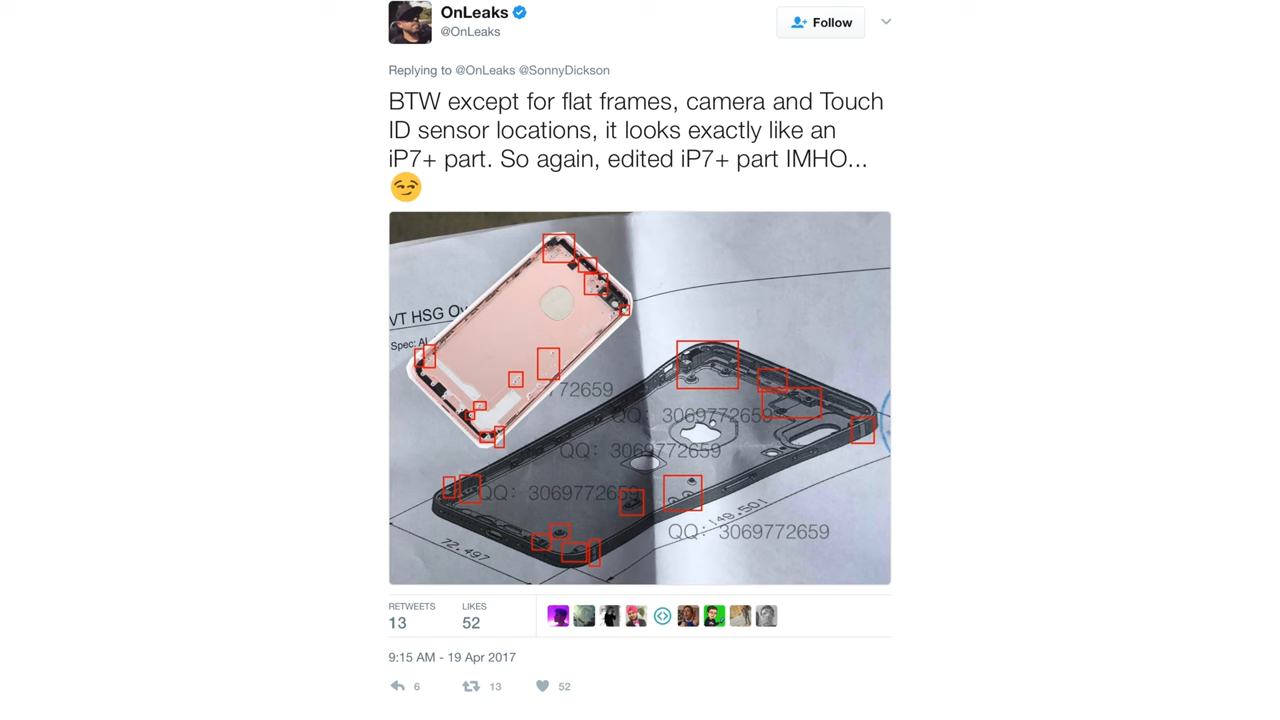 OnLeaks
@OnLeaks
Follow
Replying to @OnLeaks @SonnyDickson
BTW except for flat frames, camera and Touch
ID sensor locations, it looks exactly like an
iP7+ part. So again, edited iP7+ part IMHO...
😏
VT HSG
Spec:
772659
QQ: 3069772659
QQ: 3069772659
QQ: 3069772659
QQ: 3069772659
72.497
148.501
RETWEETS
13
LIKES
52
9:15 AM - 19 Apr 2017
6
13
52